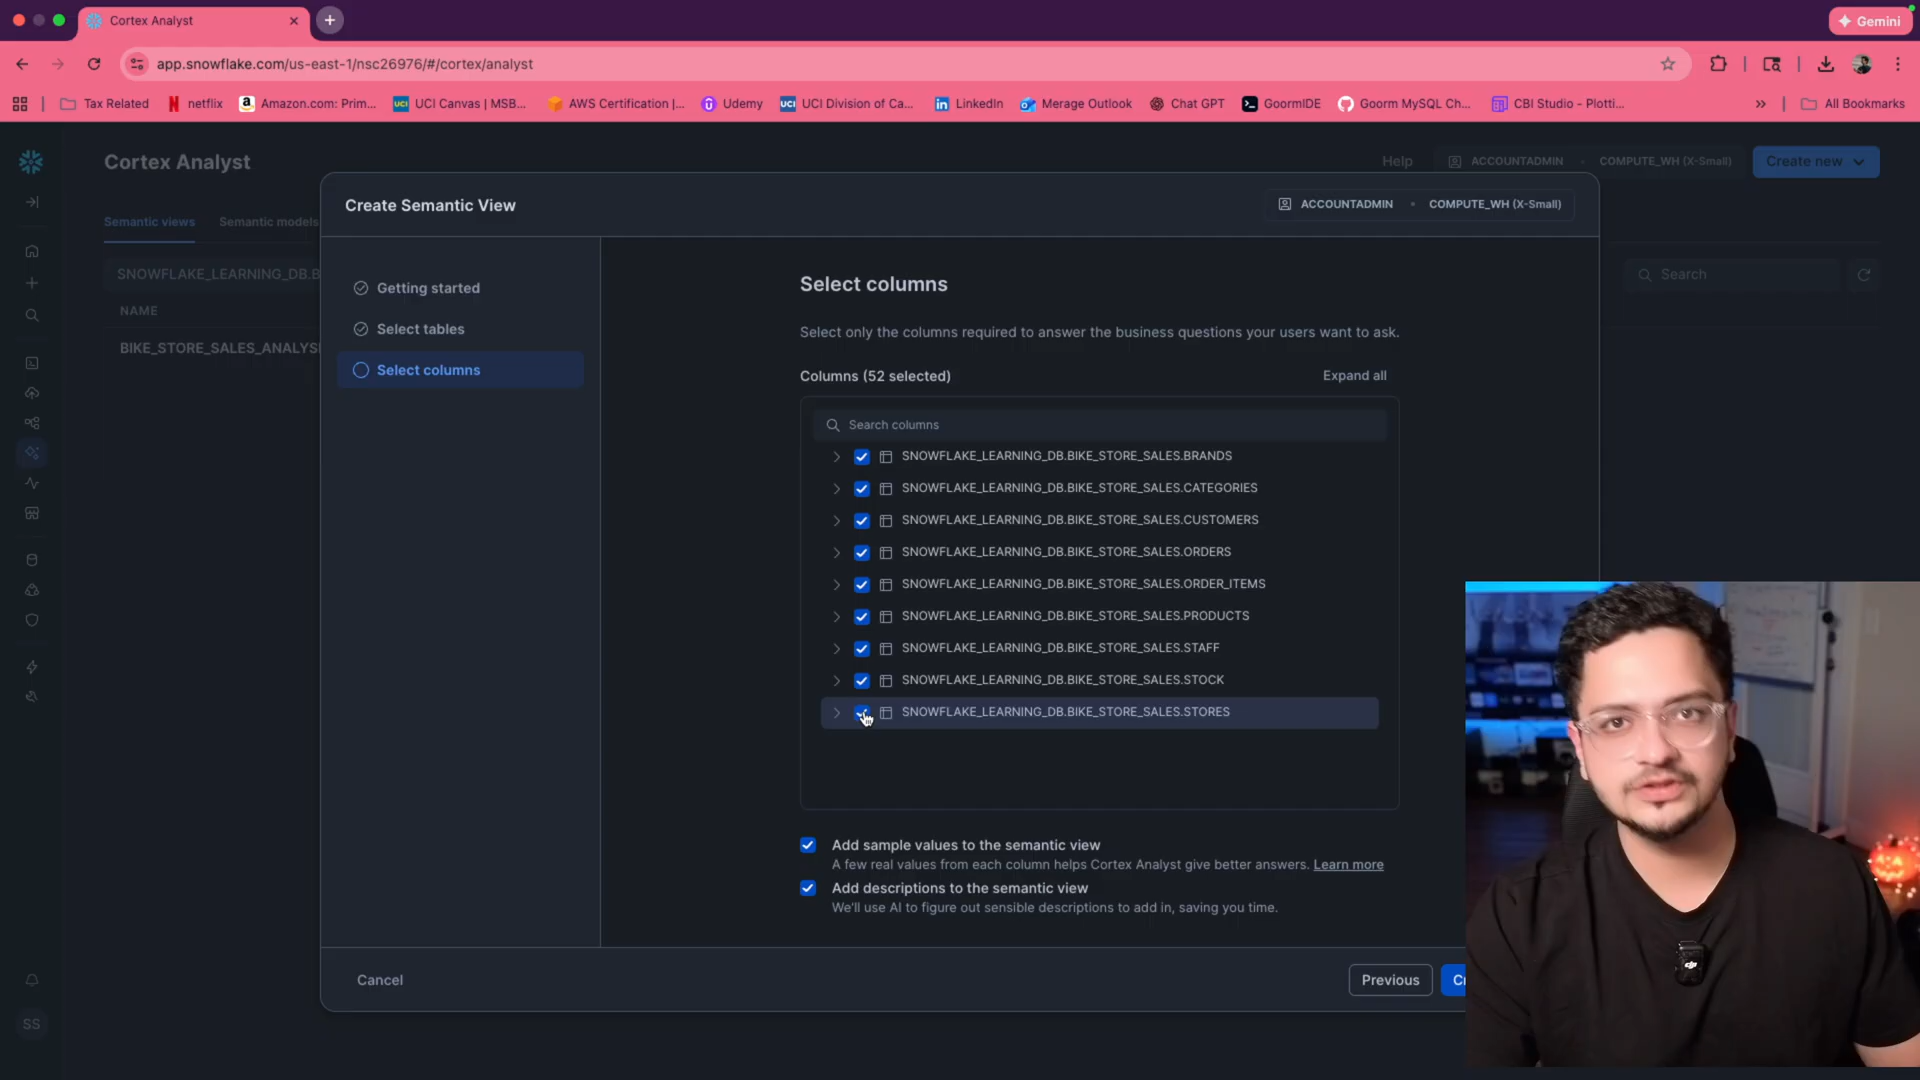 Cortex Analyst
Gemini
app.snowflake.com/us-east-1/nsc26976/#/cortex/analyst
Tax Related
netflix
Amazon.com: Prim...
UCI Canvas | MSB...
AWS Certification |...
Udemy
UCI Division of Ca...
LinkedIn
Merage Outlook
Chat GPT
GoormIDE
Goorm MySQL Ch...
CBI Studio - Plotti...
All Bookmarks
Cortex Analyst
Help
ACCOUNTADMIN
COMPUTE_WH (X-Small)
Create new
Semantic views
Semantic models
Create Semantic View
ACCOUNTADMIN
COMPUTE_WH (X-Small)
SNOWFLAKE_LEARNING_DB.B
Search
NAME
BIKE_STORE_SALES_ANALYSI
Getting started
Select tables
Select columns
Select columns
Select only the columns required to answer the business questions your users want to ask.
Columns (52 selected)
Expand all
Search columns
SNOWFLAKE_LEARNING_DB.BIKE_STORE_SALES.BRANDS
SNOWFLAKE_LEARNING_DB.BIKE_STORE_SALES.CATEGORIES
SNOWFLAKE_LEARNING_DB.BIKE_STORE_SALES.CUSTOMERS
SNOWFLAKE_LEARNING_DB.BIKE_STORE_SALES.ORDERS
SNOWFLAKE_LEARNING_DB.BIKE_STORE_SALES.ORDER_ITEMS
SNOWFLAKE_LEARNING_DB.BIKE_STORE_SALES.PRODUCTS
SNOWFLAKE_LEARNING_DB.BIKE_STORE_SALES.STAFF
SNOWFLAKE_LEARNING_DB.BIKE_STORE_SALES.STOCK
SNOWFLAKE_LEARNING_DB.BIKE_STORE_SALES.STORES
Add sample values to the semantic view
A few real values from each column helps Cortex Analyst give better answers. Learn more
Add descriptions to the semantic view
We'll use AI to figure out sensible descriptions to add in, saving you time.
Cancel
Previous
Cr
SS
dji